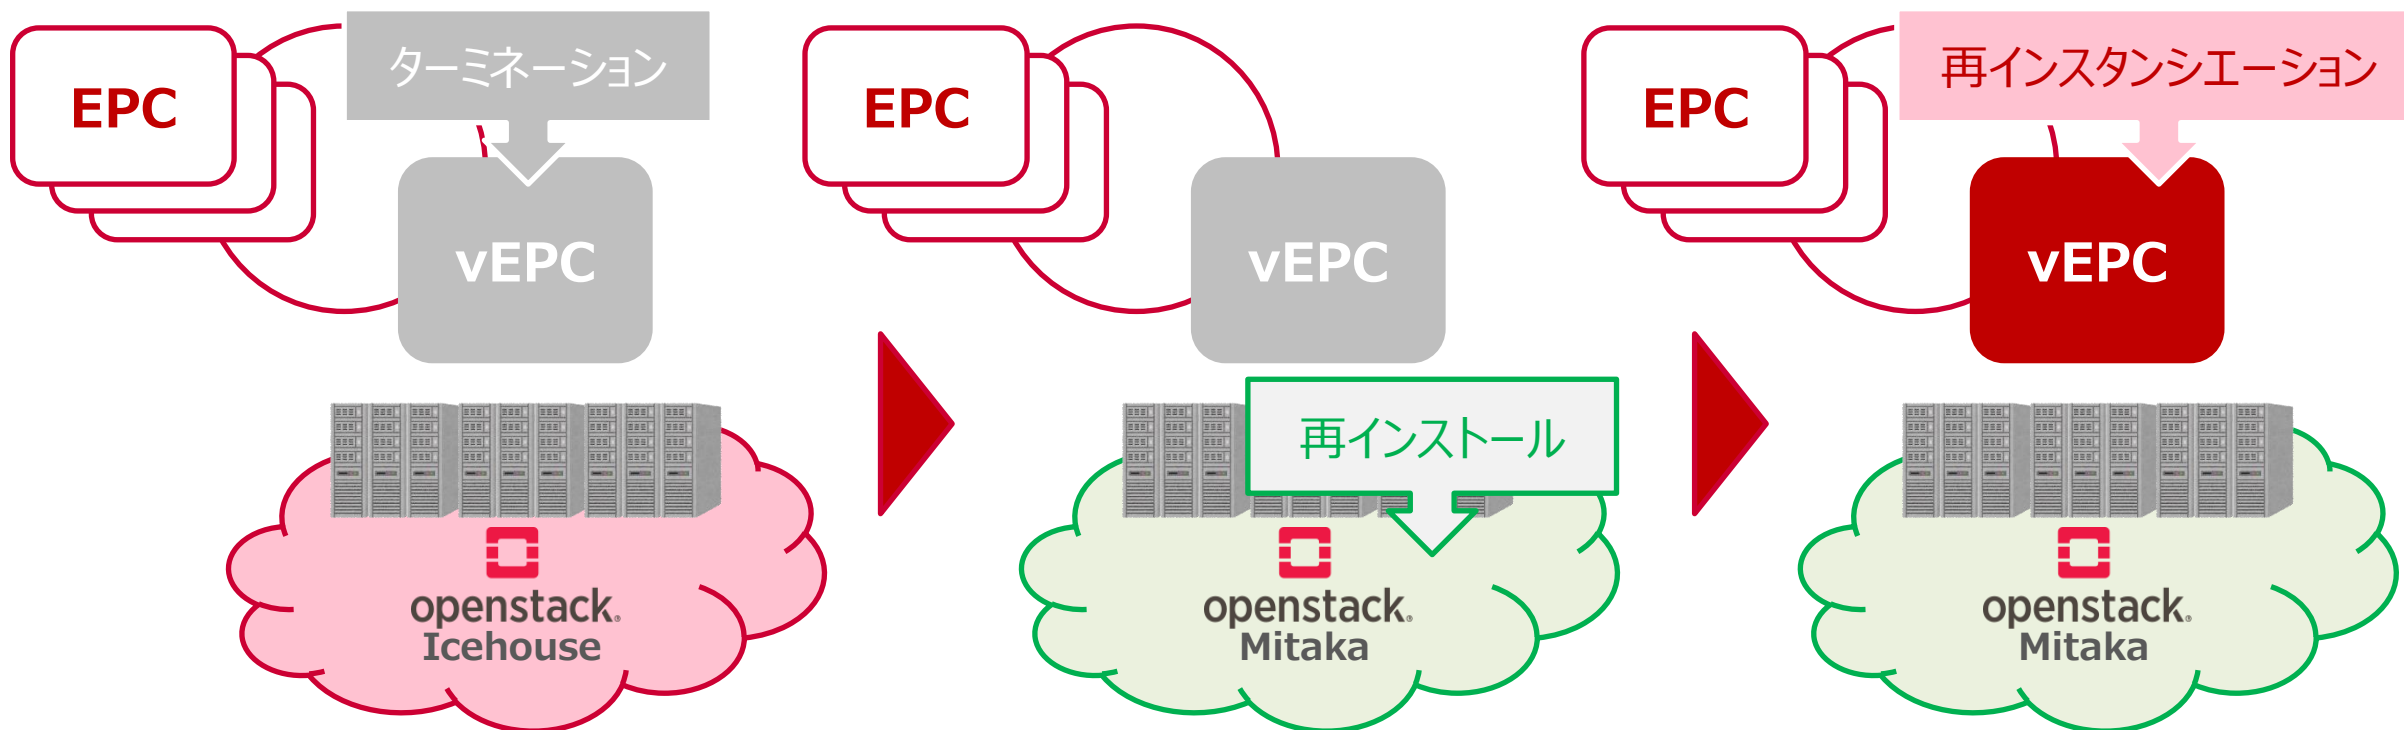 EPC
ターミネーション
vEPC
openstack.
Icehouse
EPC
vEPC
再インストール
openstack.
Mitaka
EPC
再インスタンシエーション
vEPC
openstack.
Mitaka